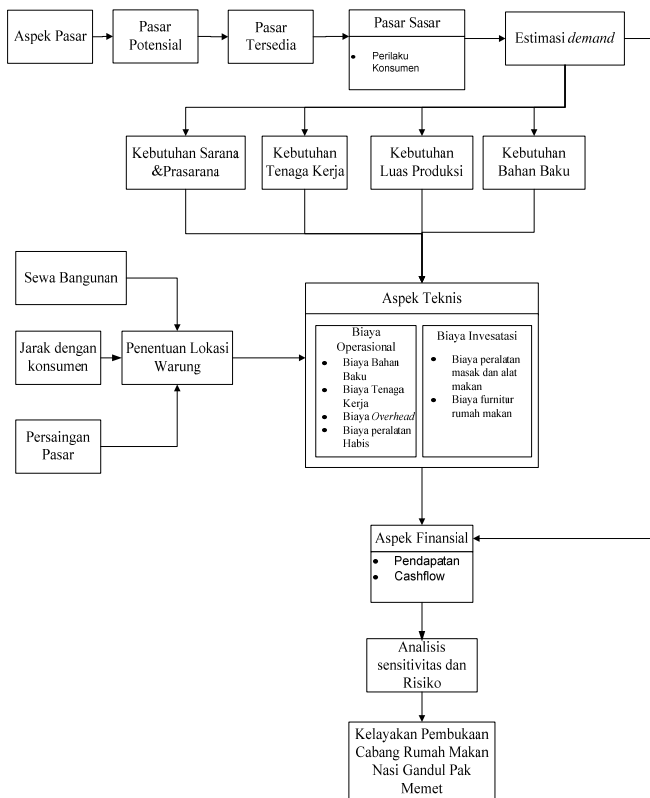 Aspek Pasar
Pasar
Potensial
Pasar
Tersedia
Pasar Sasar
• Perilaku
Konsumen
Estimasi demand
Kebutuhan Sarana
&Prasarana
Kebutuhan
Tenaga Kerja
Kebutuhan
Luas Produksi
Kebutuhan
Bahan Baku
Sewa Bangunan
Jarak dengan
konsumen
Persaingan
Pasar
Penentuan Lokasi
Warung
Aspek Teknis
Biaya
Operasional
• Biaya Bahan
Baku
• Biaya Tenaga
Kerja
• Biaya Overhead
• Biaya peralatan
Habis
Biaya Invesatasi
• Biaya peralatan
masak dan alat
makan
• Biaya furnitur
rumah makan
Aspek Finansial
• Pendapatan
• Cashflow
Analisis
sensitivitas dan
Risiko
Kelayakan Pembukaan
Cabang Rumah Makan
Nasi Gandul Pak
Memet